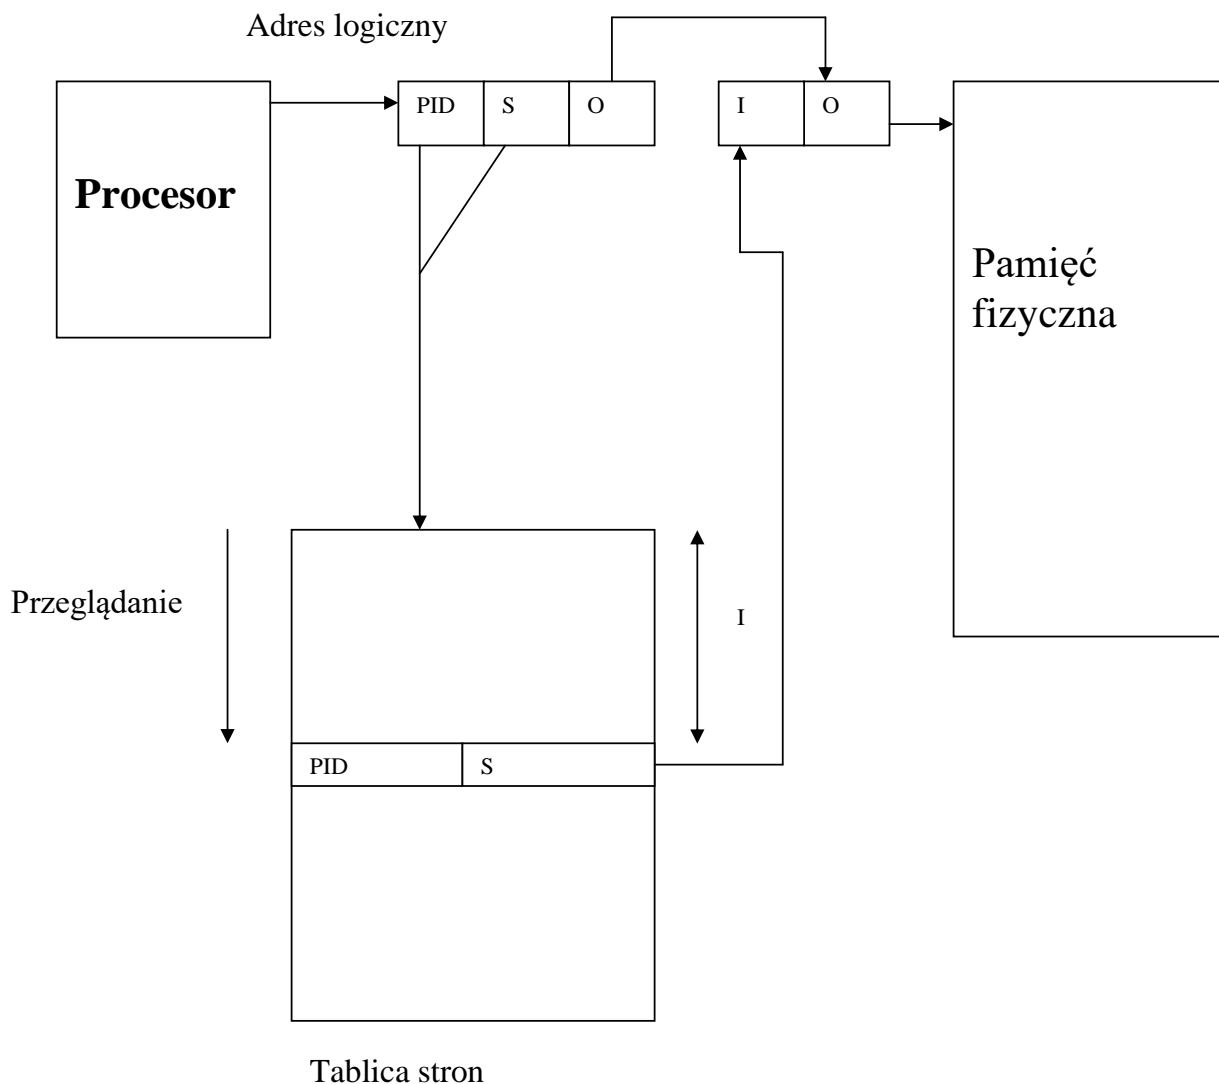 Adres logiczny
PID S O
I O
Procesor
Pamięć
fizyczna
Przeglądanie
I
PID S
Tablica stron